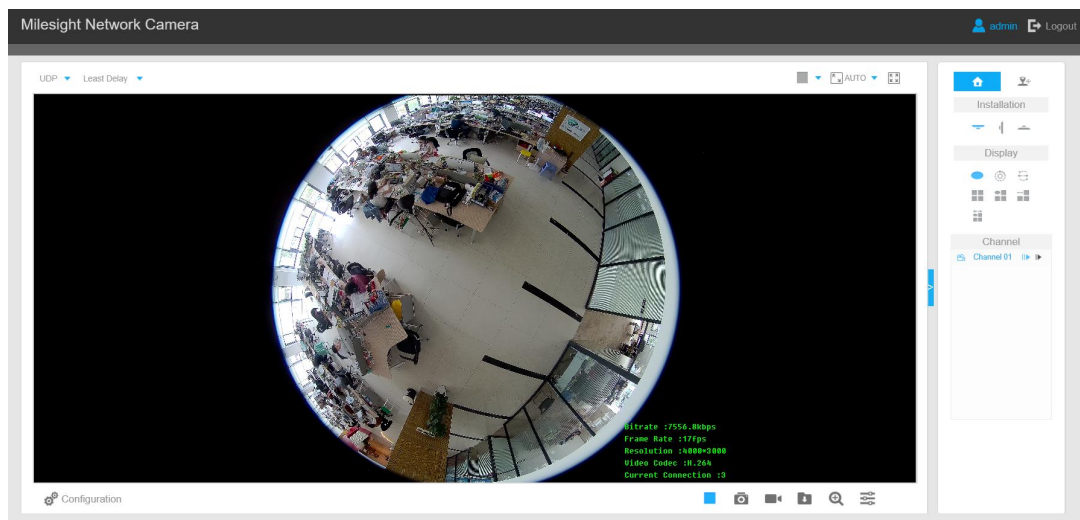 Milesight Network Camera
admin
Logout
UDP
Least Delay
AUTO
Installation
Display
Channel
Channel 01
Bitrate :7556.8kbps
Frame Rate :17fps
Resolution :4000*3000
Video Codec :H.264
Current Connection :3
Configuration